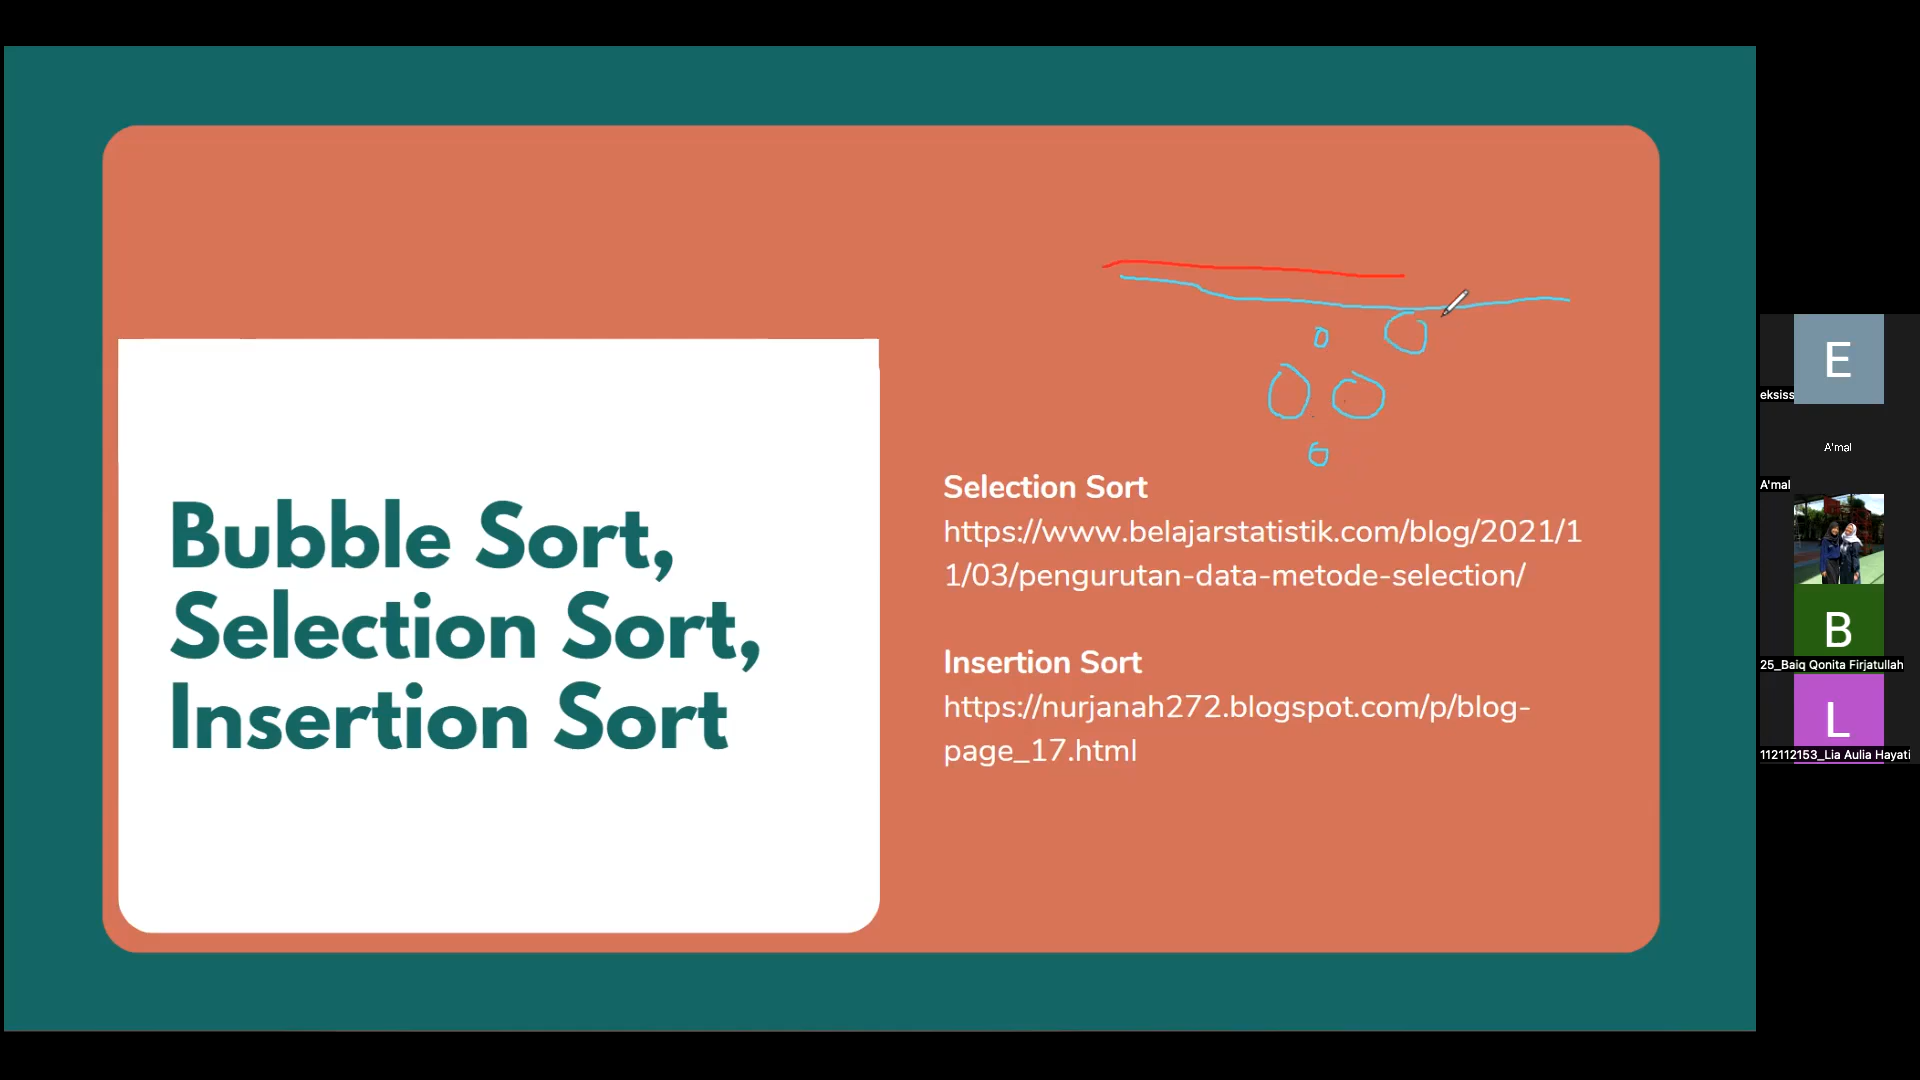 Bubble Sort,
Selection Sort,
Insertion Sort
Selection Sort
https://www.belajarstatistik.com/blog/2021/1
1/03/pengurutan-data-metode-selection/
Insertion Sort
https://nurjanah272.blogspot.com/p/blog-
page_17.html
E
eksiss
A'mal
A'mal
B
25_Baiq Qonita Firjatullah
L
112112153_Lia Aulia Hayati